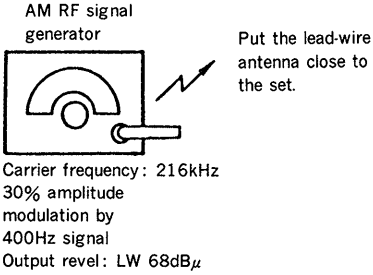 AM RF signal
generator
Put the lead-wire
antenna close to
the set.
Carrier frequency: 216kHz
30% amplitude
modulation by
400Hz signal
Output revel: LW 68dBμ